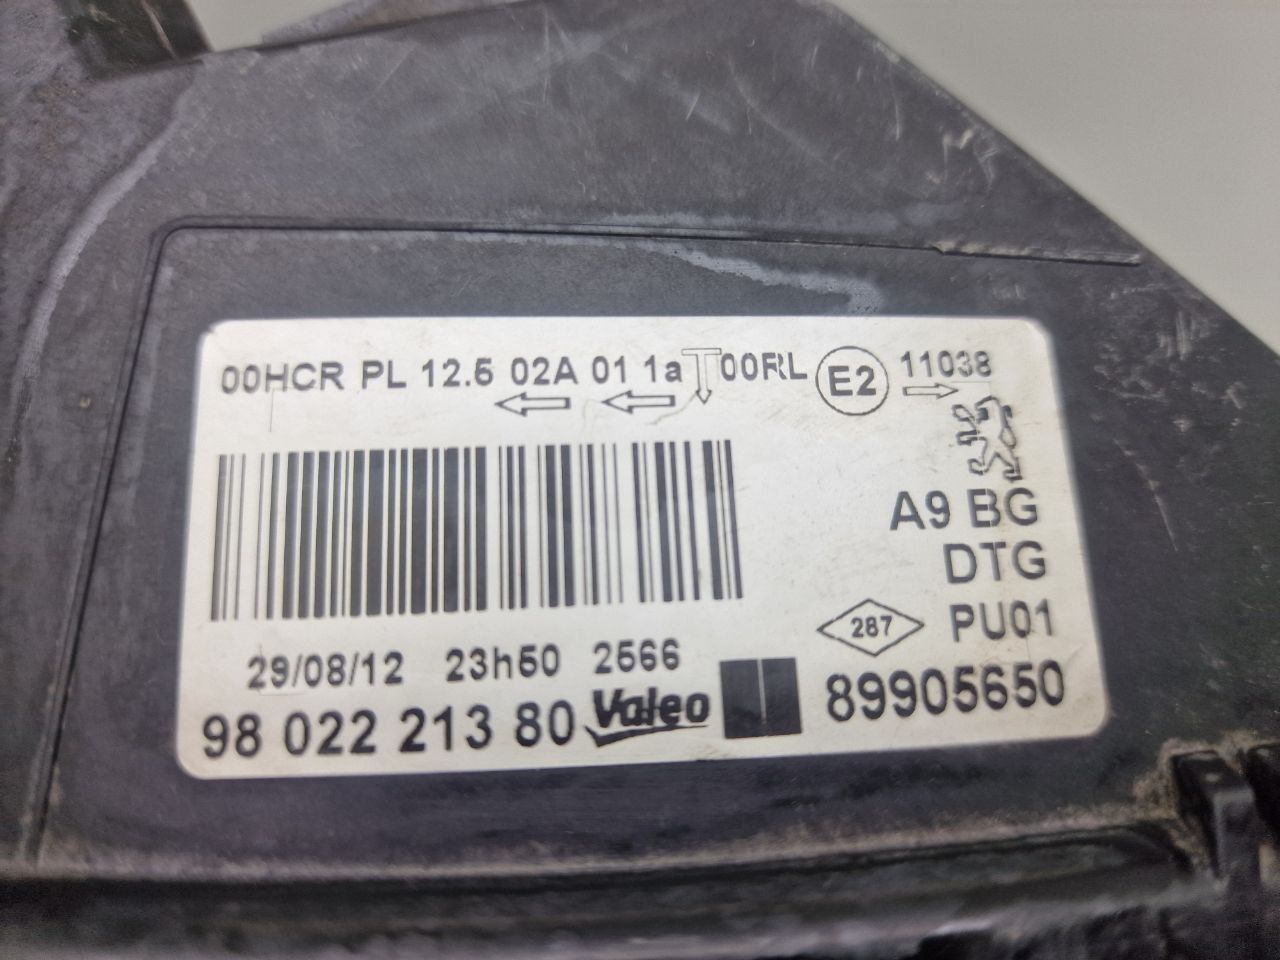 00HCR PL 12.5 02A 01 1a T 00RL E2 11038
A9 BG
DTG
287 PU01
29/08/12 23h50 2566
98 022 213 80 Valeo 89905650